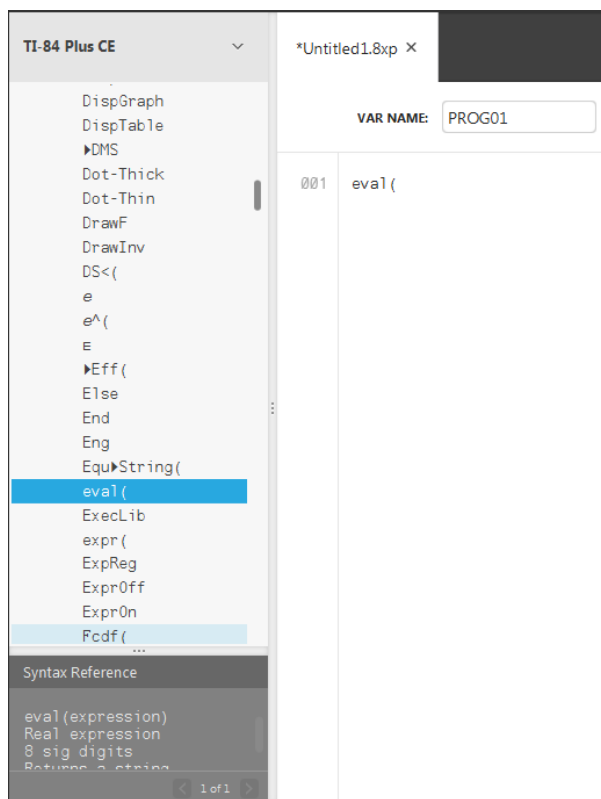 TI-84 Plus CE
*Untitled1.8xp ×
VAR NAME: PROG01
DispGraph
DispTable
▶DMS
Dot-Thick
Dot-Thin
DrawF
DrawInv
DS<(
e
e^(
E
▶Eff(
Else
End
Eng
Equ▶String(
eval(
ExecLib
expr(
ExpReg
ExprOff
ExprOn
Fcdf(
001 eval(
Syntax Reference
eval(expression)
Real expression
8 sig digits
Returns a string
< 1 of 1 >